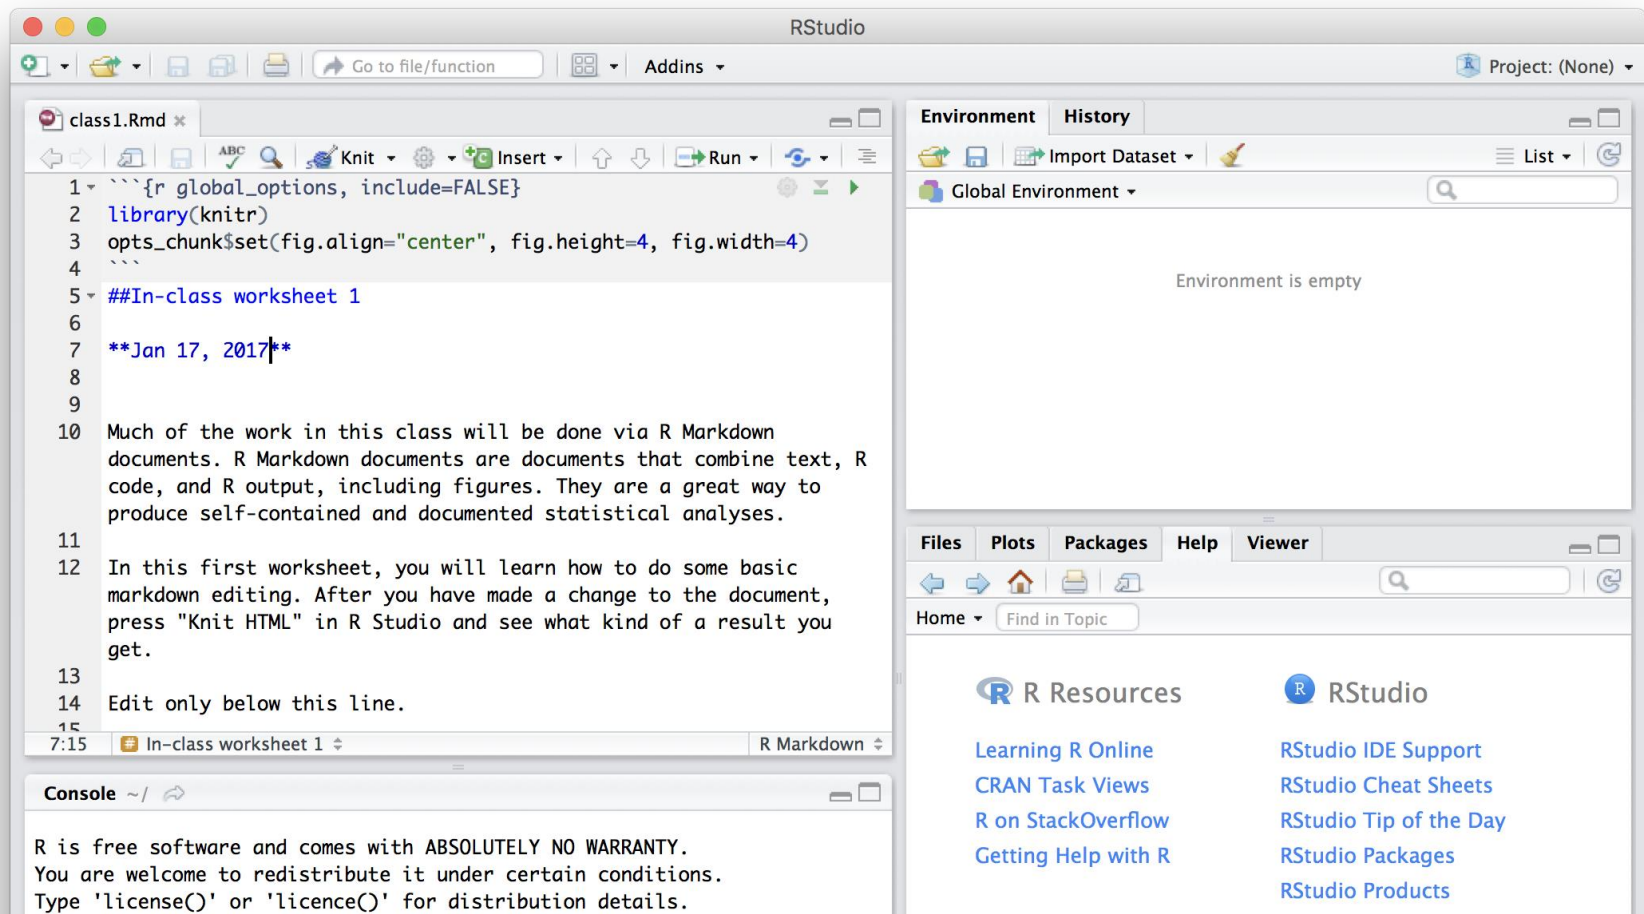 RStudio
Go to file/function
Addins
Project: (None)
class1.Rmd
ABC
Knit
Insert
Run
1 ```{r global_options, include=FALSE}
2 library(knitr)
3 opts_chunk$set(fig.align="center", fig.height=4, fig.width=4)
4 ```
5 ##In-class worksheet 1
6
7 **Jan 17, 2017**
8
9
10 Much of the work in this class will be done via R Markdown
documents. R Markdown documents are documents that combine text, R
code, and R output, including figures. They are a great way to
produce self-contained and documented statistical analyses.
11
12 In this first worksheet, you will learn how to do some basic
markdown editing. After you have made a change to the document,
press "Knit HTML" in R Studio and see what kind of a result you
get.
13
14 Edit only below this line.
15
7:15 # In-class worksheet 1 R Markdown
Console ~/
R is free software and comes with ABSOLUTELY NO WARRANTY.
You are welcome to redistribute it under certain conditions.
Type 'license()' or 'licence()' for distribution details.
Environment History
Import Dataset List
Global Environment
Environment is empty
Files Plots Packages Help Viewer
Home Find in Topic
R R Resources
Learning R Online
CRAN Task Views
R on StackOverflow
Getting Help with R
R RStudio
RStudio IDE Support
RStudio Cheat Sheets
RStudio Tip of the Day
RStudio Packages
RStudio Products